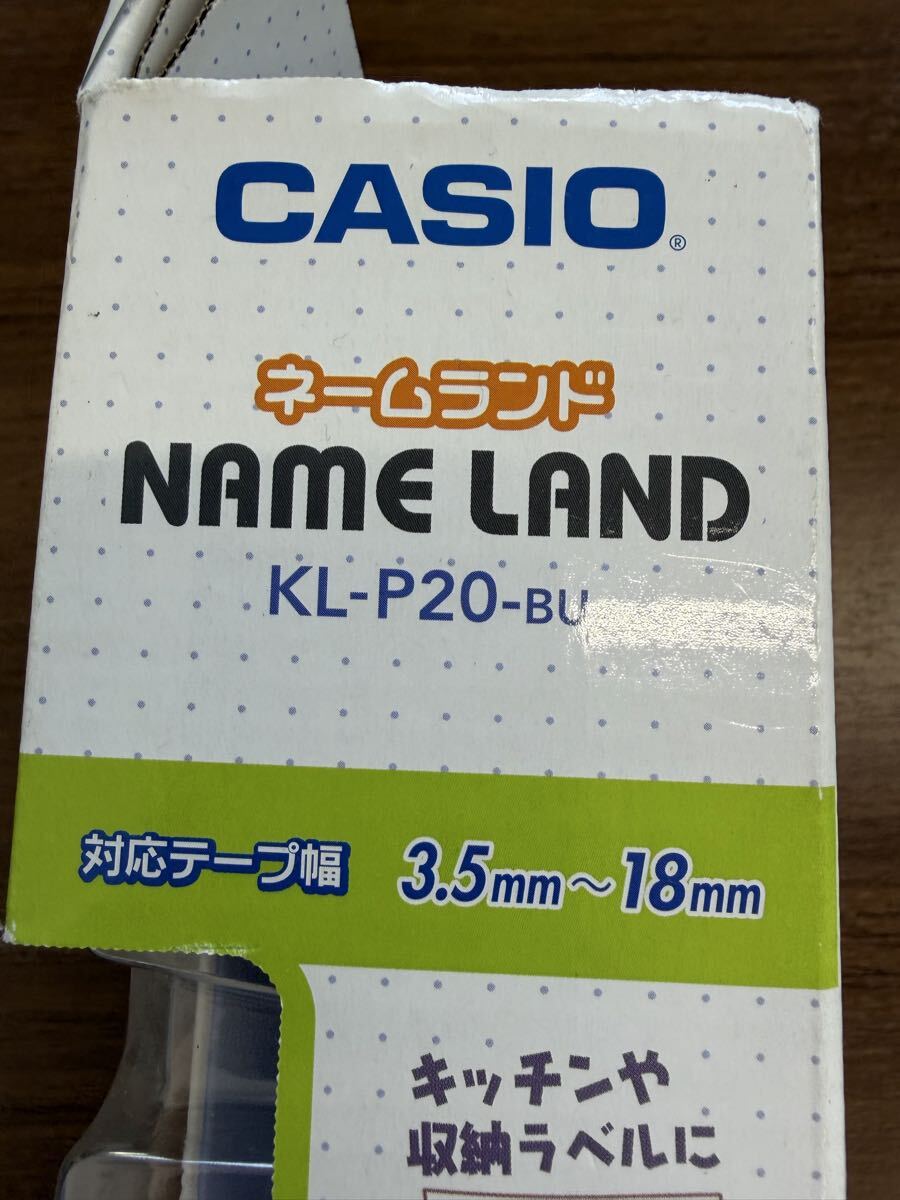 CASIO®
ネームランド
NAME LAND
KL-P20-BU
対応テープ幅 3.5mm～18mm
キッチンや
収納ラベルに